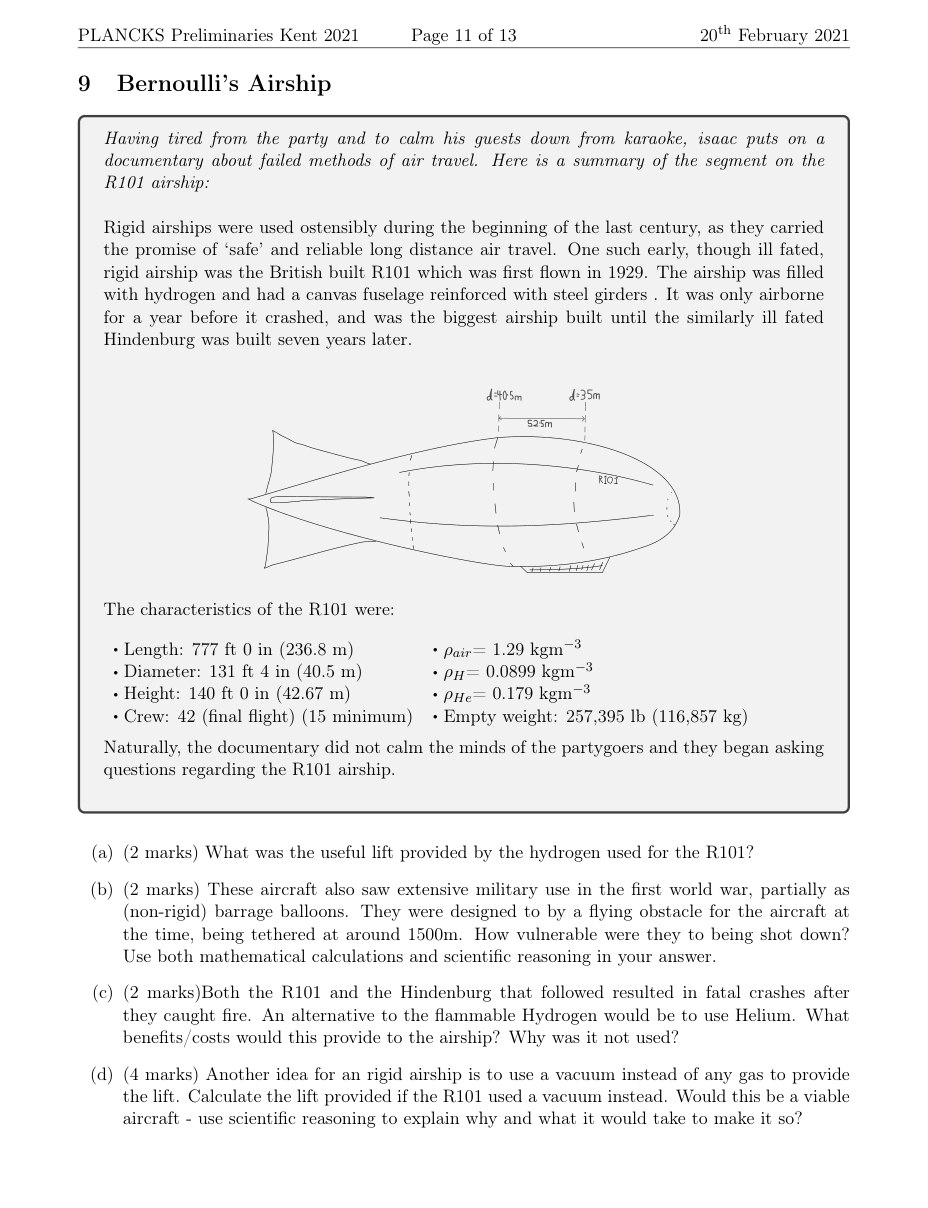 PLANCKS Preliminaries Kent 2021 Page 11 of 13 20th February 2021
9 Bernoulli's Airship
Having tired from the party and to calm his guests down from karaoke, isaac puts on a
documentary about failed methods of air travel. Here is a summary of the segment on the
R101 airship:
Rigid airships were used ostensibly during the beginning of the last century, as they carried
the promise of 'safe' and reliable long distance air travel. One such early, though ill fated,
rigid airship was the British built R101 which was first flown in 1929. The airship was filled
with hydrogen and had a canvas fuselage reinforced with steel girders . It was only airborne
for a year before it crashed, and was the biggest airship built until the similarly ill fated
Hindenburg was built seven years later.
d=40.5m d=35m
52.5m
R101
The characteristics of the R101 were:
• Length: 777 ft 0 in (236.8 m)
• Diameter: 131 ft 4 in (40.5 m)
• Height: 140 ft 0 in (42.67 m)
• Crew: 42 (final flight) (15 minimum)
• ρair= 1.29 kgm−3
• ρH= 0.0899 kgm−3
• ρHe= 0.179 kgm−3
• Empty weight: 257,395 lb (116,857 kg)
Naturally, the documentary did not calm the minds of the partygoers and they began asking
questions regarding the R101 airship.
(a) (2 marks) What was the useful lift provided by the hydrogen used for the R101?
(b) (2 marks) These aircraft also saw extensive military use in the first world war, partially as
(non-rigid) barrage balloons. They were designed to by a flying obstacle for the aircraft at
the time, being tethered at around 1500m. How vulnerable were they to being shot down?
Use both mathematical calculations and scientific reasoning in your answer.
(c) (2 marks)Both the R101 and the Hindenburg that followed resulted in fatal crashes after
they caught fire. An alternative to the flammable Hydrogen would be to use Helium. What
benefits/costs would this provide to the airship? Why was it not used?
(d) (4 marks) Another idea for an rigid airship is to use a vacuum instead of any gas to provide
the lift. Calculate the lift provided if the R101 used a vacuum instead. Would this be a viable
aircraft - use scientific reasoning to explain why and what it would take to make it so?